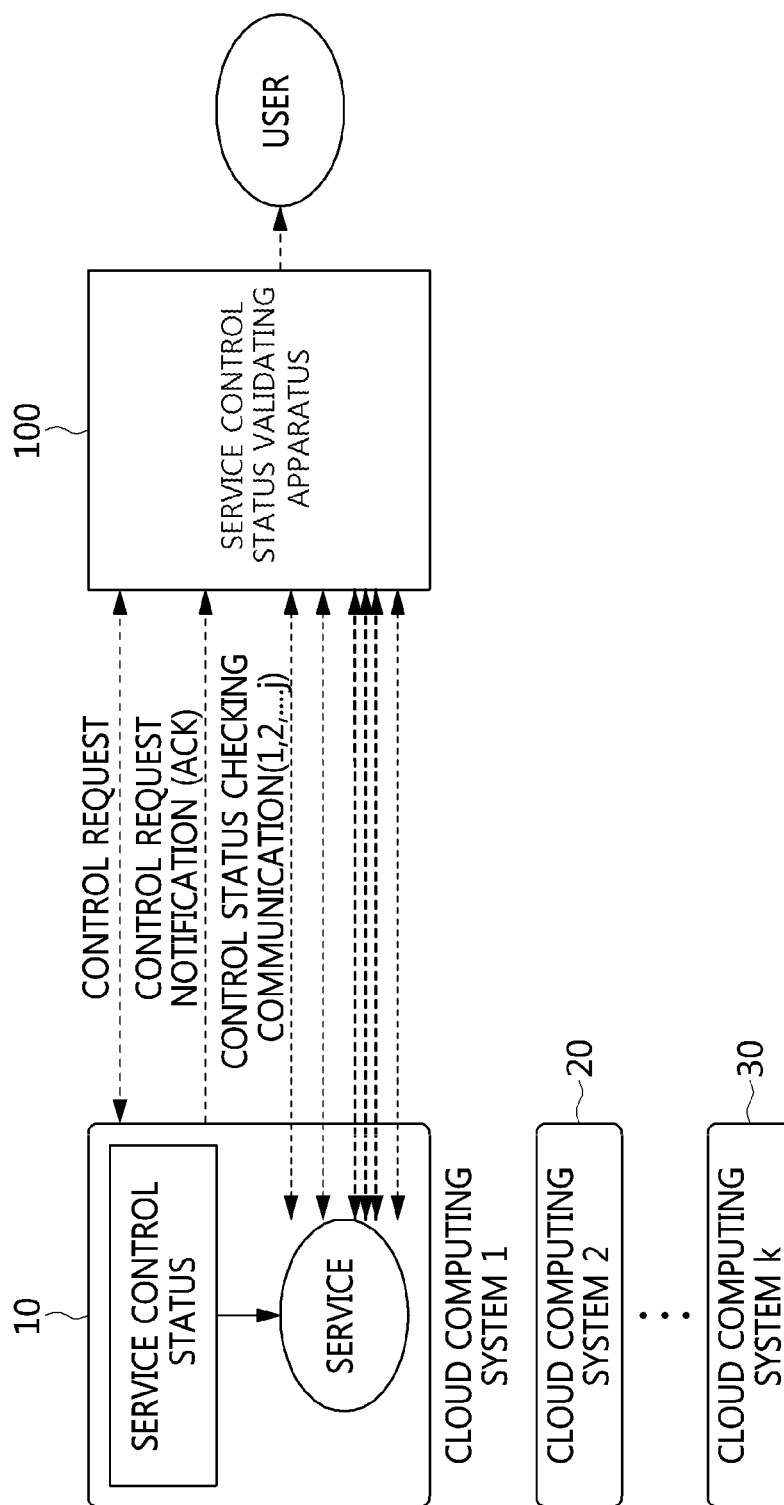 10
SERVICE CONTROL
STATUS
SERVICE
CLOUD COMPUTING
SYSTEM 1
20
CLOUD COMPUTING
SYSTEM 2
30
CLOUD COMPUTING
SYSTEM k
CONTROL REQUEST
CONTROL REQUEST
NOTIFICATION (ACK)
CONTROL STATUS CHECKING
COMMUNICATION(1,2,....j)
100
SERVICE CONTROL
STATUS VALIDATING
APPARATUS
USER